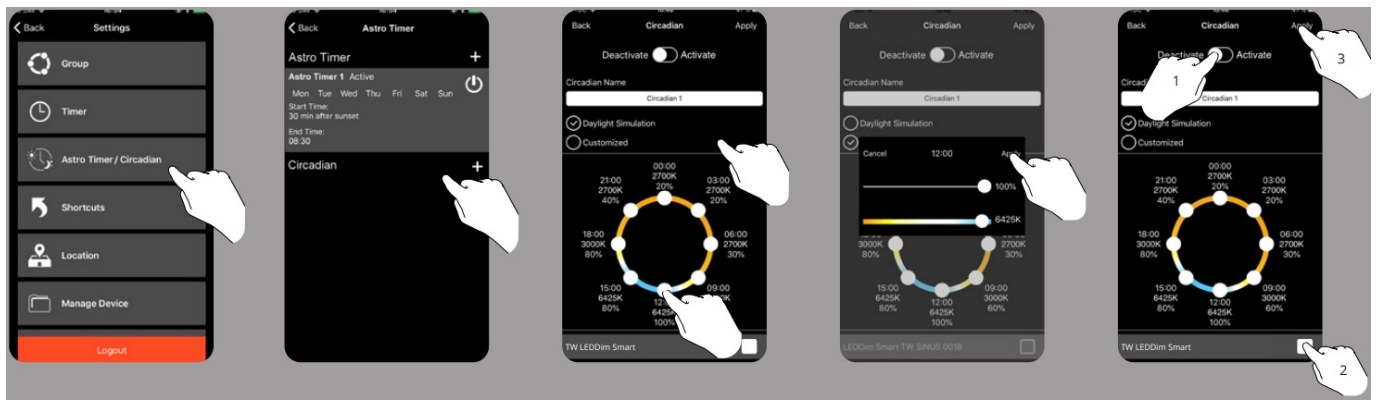 Back Settings
Group
Timer
Astro Timer / Circadian
Shortcuts
Location
Manage Device
Logout
Back Astro Timer
Astro Timer +
Astro Timer 1 Active
Mon Tue Wed Thu Fri Sat Sun
Start Time:
30 min after sunset
End Time:
08:30
Circadian +
Back Circadian Apply
Deactivate Activate
Circadian Name
Circadian 1
Daylight Simulation
Customized
00:00
2700K
20%
03:00
2700K
20%
06:00
2700K
30%
09:00
12:00
6425K
100%
15:00
6425K
80%
18:00
3000K
80%
21:00
2700K
40%
TW LEDDim Smart
Back Circadian Apply
Deactivate Activate
Circadian Name
Circadian 1
Daylight Simulation
Cancel 12:00 Apply
100%
6425K
2700K
30%
09:00
3000K
60%
12:00
6425K
100%
15:00
6425K
80%
3000K
80%
LEDDim Smart TW SINUS 0019.
Back Circadian Apply
Deactivate Activate
Circadian 1
Daylight Simulation
Customized
00:00
2700K
20%
03:00
2700K
20%
06:00
2700K
30%
09:00
3000K
60%
12:00
6425K
100%
15:00
6425K
80%
18:00
3000K
80%
21:00
2700K
40%
TW LEDDim Smart
1
2
3